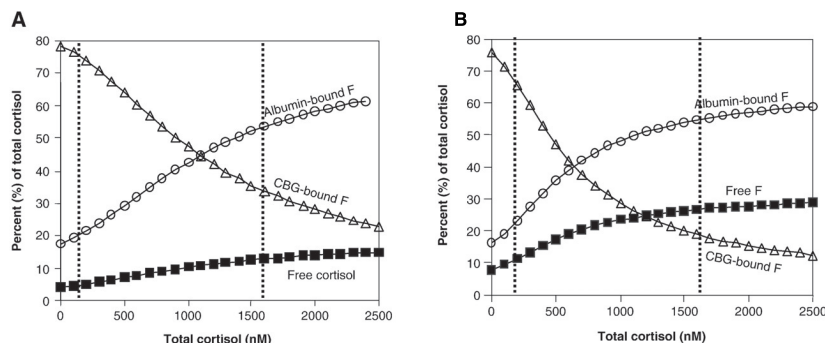 A
80
70
60
50
40
30
20
10
0
Percent (%) of total cortisol
Albumin-bound F
CBG-bound F
Free cortisol
0 500 1000 1500 2000 2500
Total cortisol (nM)
B
80
70
60
50
40
30
20
10
0
Percent (%) of total cortisol
Albumin-bound F
Free F
CBG-bound F
0 500 1000 1500 2000 2500
Total cortisol (nM)